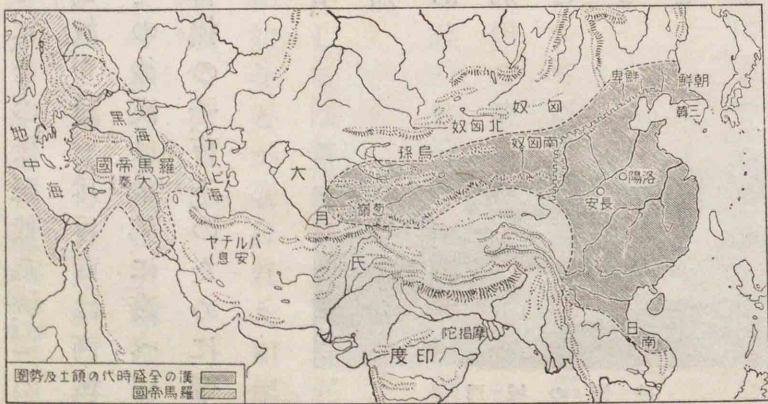 朝鮮
鮮卑
三韓
匈奴
北匈奴
南匈奴
烏孫
洛陽
長安
葱嶺
大月氏
カスピ海
黒海
地中海
羅馬帝國
大秦
パルチヤ
(安息)
摩掲陀
印度
日南
漢の全盛時代の領土及勢圏
羅馬帝國